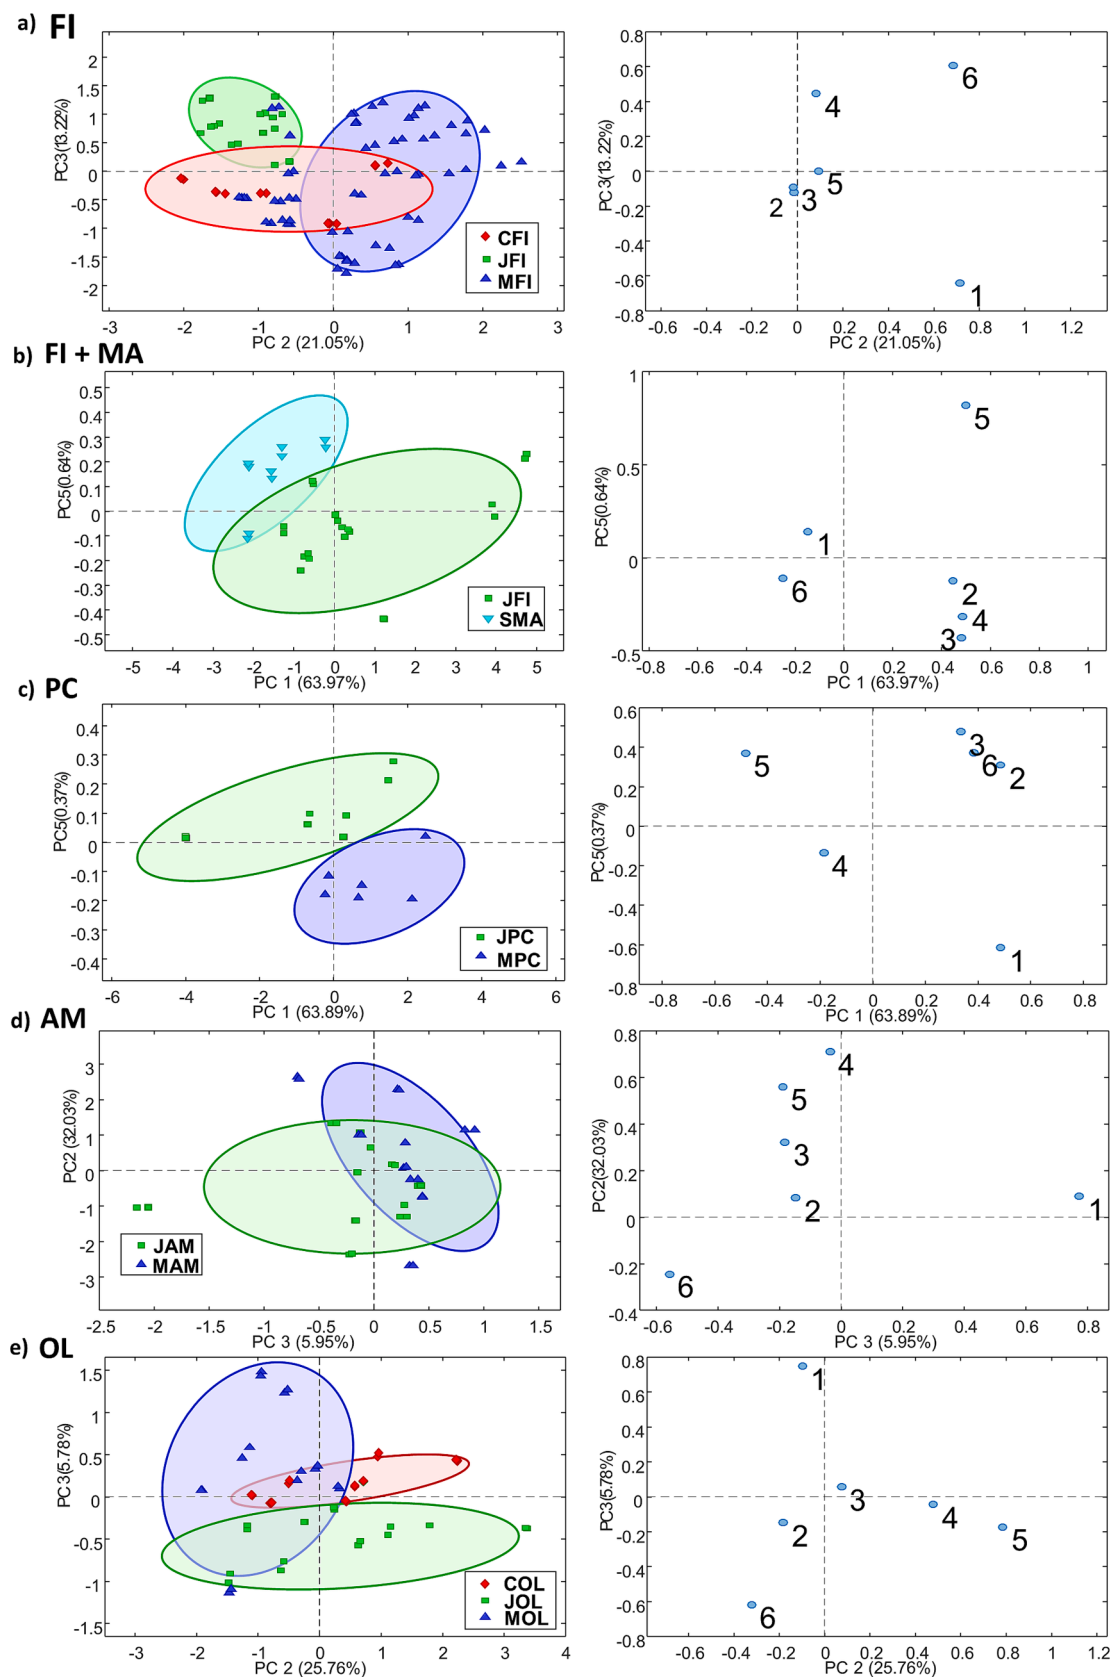 a) FI
2
1.5
1
0.5
0
-0.5
-1
-1.5
-2
PC3(13.22%)
-3 -2 -1 0 1 2 3
PC 2 (21.05%)
CFI
JFI
MFI
0.8
0.6
0.4
0.2
0
-0.2
-0.4
-0.6
-0.8
PC3(13.22%)
-0.6 -0.4 -0.2 0 0.2 0.4 0.6 0.8 1 1.2
PC 2 (21.05%)
6
4
5
2 3
1
b) FI + MA
0.5
0.4
0.3
0.2
0.1
0
-0.1
-0.2
-0.3
-0.4
-0.5
PC5(0.64%)
-5 -4 -3 -2 -1 0 1 2 3 4 5
PC 1 (63.97%)
JFI
SMA
1
0.5
0
-0.5
PC5(0.64%)
-0.8 -0.6 -0.4 -0.2 0 0.2 0.4 0.6 0.8 1
PC 1 (63.97%)
5
1
6
2
4
3
c) PC
0.4
0.3
0.2
0.1
0
-0.1
-0.2
-0.3
-0.4
PC5(0.37%)
-6 -4 -2 0 2 4 6
PC 1 (63.89%)
JPC
MPC
0.6
0.4
0.2
0
-0.2
-0.4
-0.6
-0.8
PC5(0.37%)
-0.8 -0.6 -0.4 -0.2 0 0.2 0.4 0.6 0.8
PC 1 (63.89%)
3
5
6
2
4
1
d) AM
3
2
1
0
-1
-2
-3
PC2 (32.03%)
-2.5 -2 -1.5 -1 -0.5 0 0.5 1 1.5
PC 3 (5.95%)
JAM
MAM
0.8
0.6
0.4
0.2
0
-0.2
-0.4
PC2(32.03%)
-0.6 -0.4 -0.2 0 0.2 0.4 0.6 0.8
PC 3 (5.95%)
4
5
3
2
1
6
e) OL
1.5
1
0.5
0
-0.5
-1
-1.5
PC3(5.78%)
-3 -2 -1 0 1 2 3 4
PC 2 (25.76%)
COL
JOL
MOL
0.8
0.6
0.4
0.2
0
-0.2
-0.4
-0.6
-0.8
PC3(5.78%)
-0.8 -0.6 -0.4 -0.2 0 0.2 0.4 0.6 0.8 1 1.2
PC 2 (25.76%)
1
3
4
2
5
6